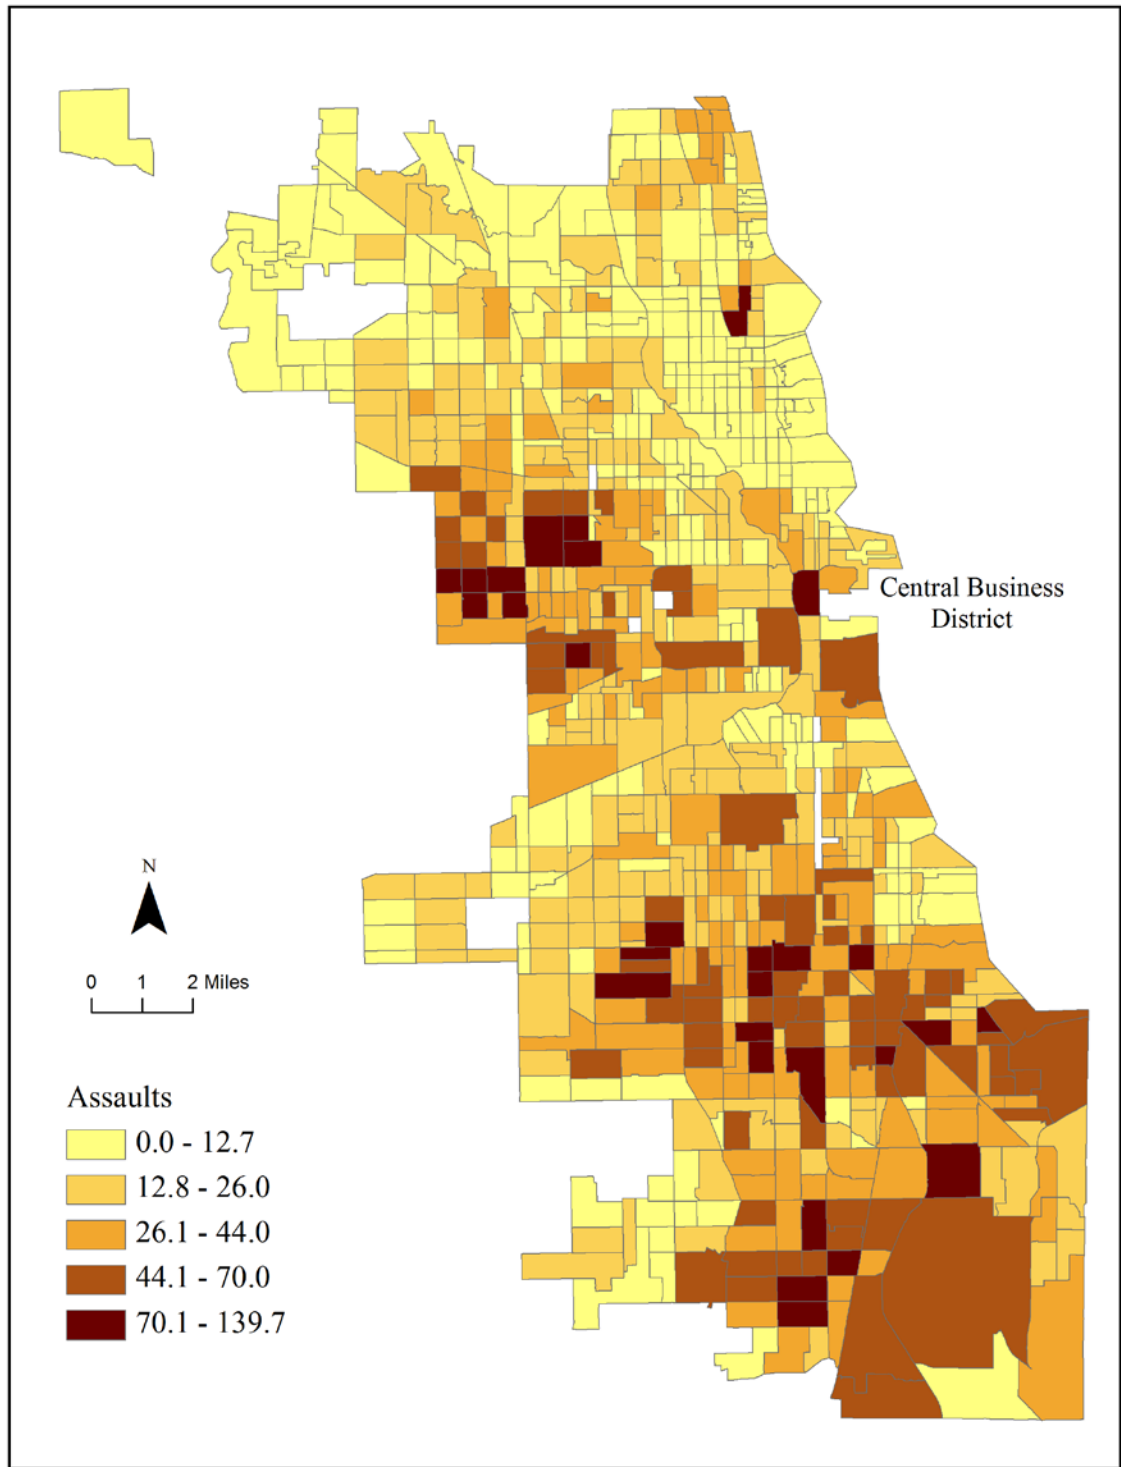 Central Business
District
N
0 1 2 Miles
Assaults
0.0 - 12.7
12.8 - 26.0
26.1 - 44.0
44.1 - 70.0
70.1 - 139.7